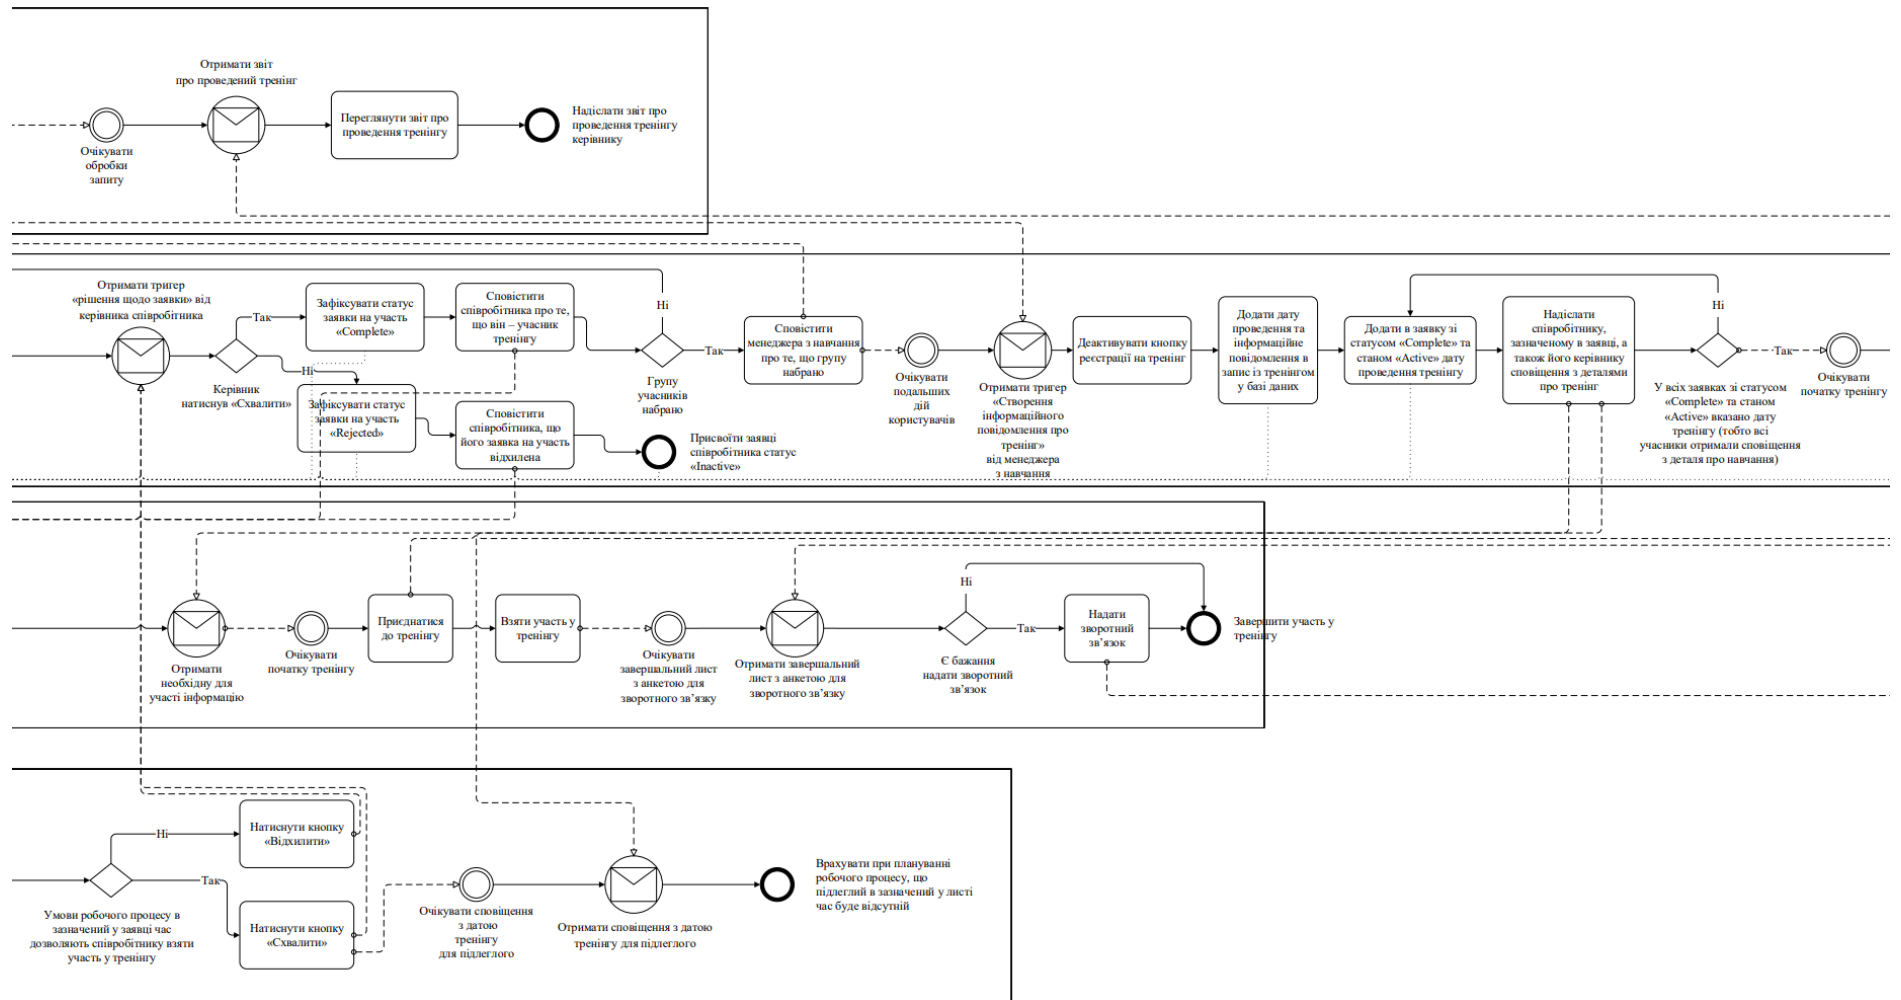 Отримати звіт
про проведений тренінг
Очікувати
обробки
запиту
Переглянути звіт про
проведення тренінгу
Надіслати звіт про
проведення тренінгу
керівнику
Отримати тригер
«рішення щодо заявки» від
керівника співробітника
Керівник
натиснув «Схвалити»
Так
Ні
Зафіксувати статус
заявки на участь
«Complete»
Сповістити
співробітника про те,
що він – учасник
тренінгу
Зафіксувати статус
заявки на участь
«Rejected»
Сповістити
співробітника, що
його заявка на участь
відхилена
Присвоїти заявці
співробітника статус
«Inactive»
Ні
Групу
учасників
набрано
Так
Сповістити
менеджера з навчання
про те, що групу
набрано
Очікувати
подальших
дій
користувачів
Отримати тригер
«Створення
інформаційного
повідомлення про
тренінг»
від менеджера
з навчання
Деактивувати кнопку
реєстрації на тренінг
Додати дату
проведення та
інформаційне
повідомлення в
запис із тренінгом
у базі даних
Додати в заявку зі
статусом «Complete» та
станом «Active» дату
проведення тренінгу
Надіслати
співробітнику,
зазначеному в заявці, а
також його керівнику
сповіщення з деталями
про тренінг
Ні
Так
У всіх заявках зі статусом
«Complete» та станом
«Active» вказано дату
тренінгу (тобто всі
учасники отримали сповіщення
з деталя про навчання)
Очікувати
початку тренінгу
Отримати
необхідну для
участі інформацію
Очікувати
початку тренінгу
Приєднатися
до тренінгу
Взяти участь у
тренінгу
Очікувати
завершальний лист
з анкетою для
зворотного зв’язку
Отримати завершальний
лист з анкетою для
зворотного зв’язку
Ні
Є бажання
надати зворотний
зв’язок
Так
Надати
зворотний
зв’язок
Завершити участь у
тренінгу
Умови робочого процесу в
зазначений у заявці час
дозволяють співробітнику взяти
участь у тренінгу
Ні
Так
Натиснути кнопку
«Відхилити»
Натиснути кнопку
«Схвалити»
Очікувати сповіщення
з датою
тренінгу
для підлеглого
Отримати сповіщення з датою
тренінгу для підлеглого
Врахувати при плануванні
робочого процесу, що
підлеглий в зазначений у листі
час буде відсутній